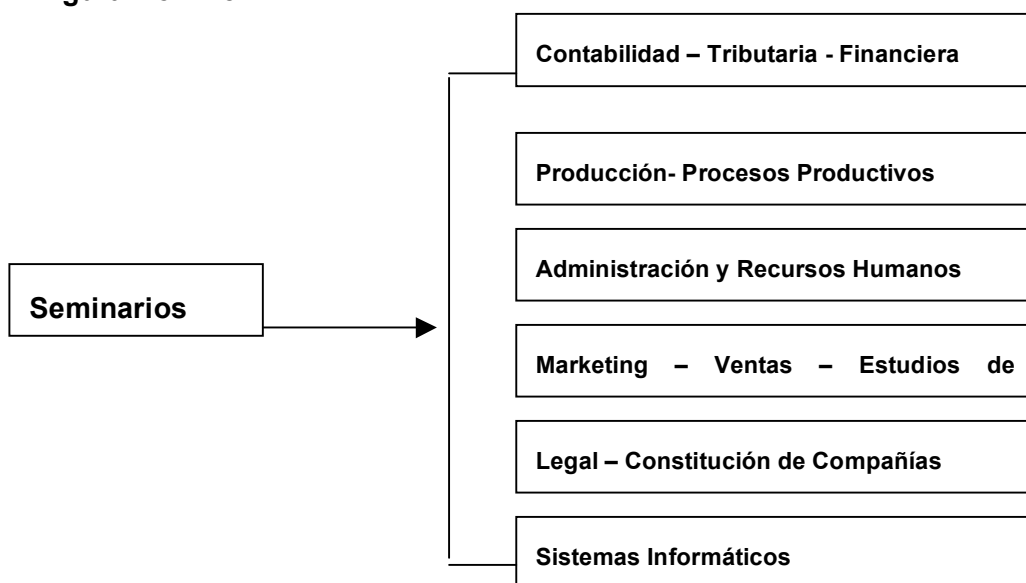 Contabilidad – Tributaria - Financiera
Producción- Procesos Productivos
Administración y Recursos Humanos
Seminarios
Marketing – Ventas – Estudios de
Legal – Constitución de Compañías
Sistemas Informáticos